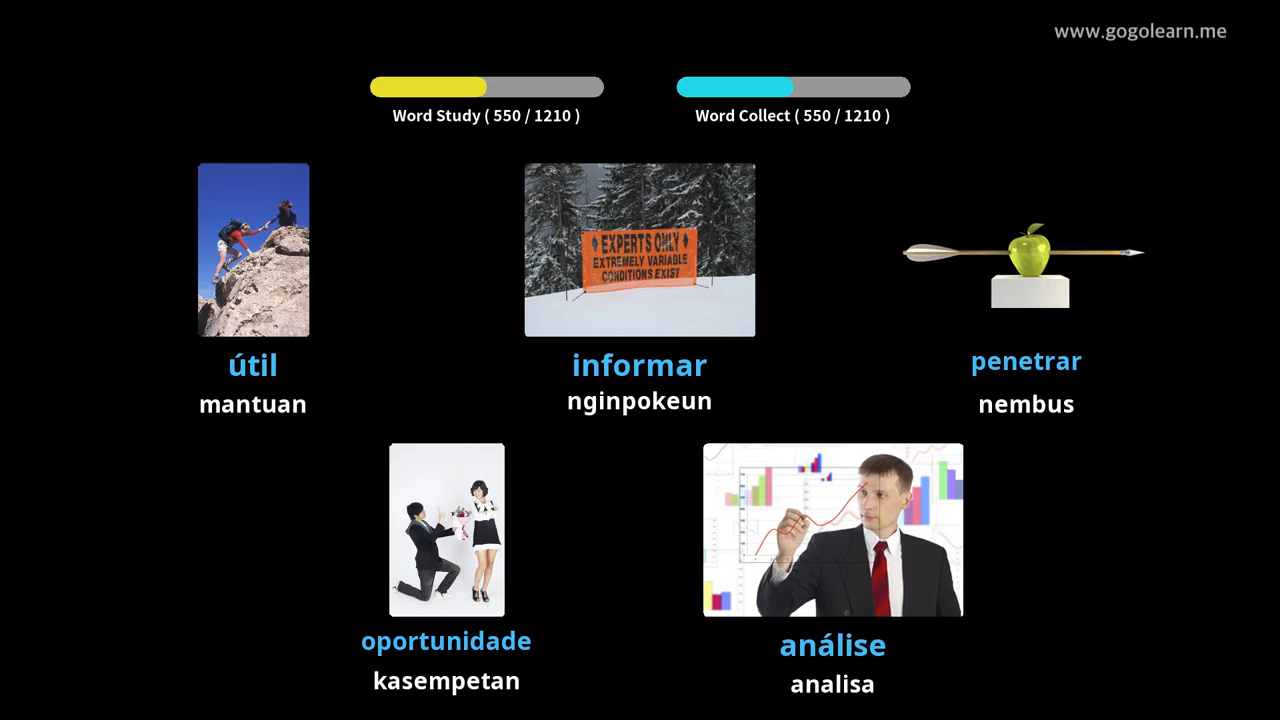 www.gogolearn.me
Word Study ( 550 / 1210 )
Word Collect ( 550 / 1210 )
EXPERTS ONLY
EXTREMELY VARIABLE
CONDITIONS EXIST
útil
mantuan
informar
nginpokeun
penetrar
nembus
oportunidade
kasempetan
análise
analisa